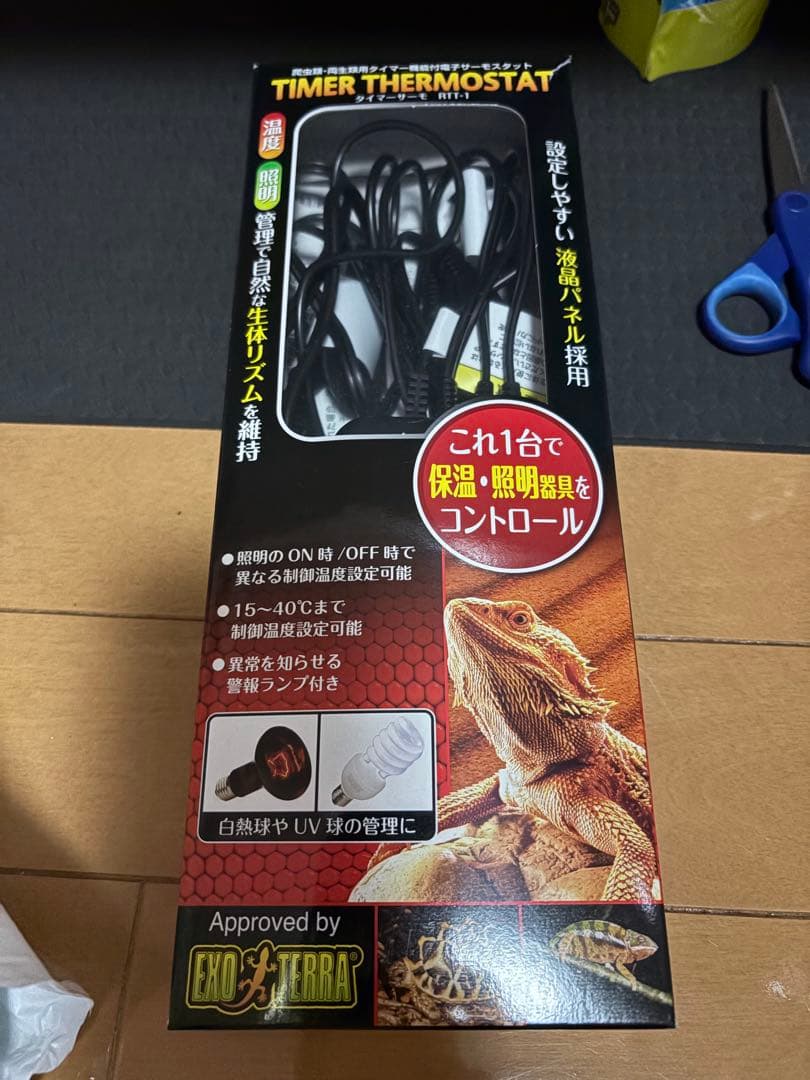 爬虫類・両生類用タイマー機能付電子サーモスタット
TIMER THERMOSTAT
タイマーサーモ RTT-1
温度
照明
管理で自然な生体リズムを維持
設定しやすい液晶パネル採用
これ1台で
保温・照明器具を
コントロール
●照明のON時/OFF時で
異なる制御温度設定可能
●15〜40℃まで
制御温度設定可能
●異常を知らせる
警報ランプ付き
白熱球やUV球の管理に
Approved by
EXO TERRA®